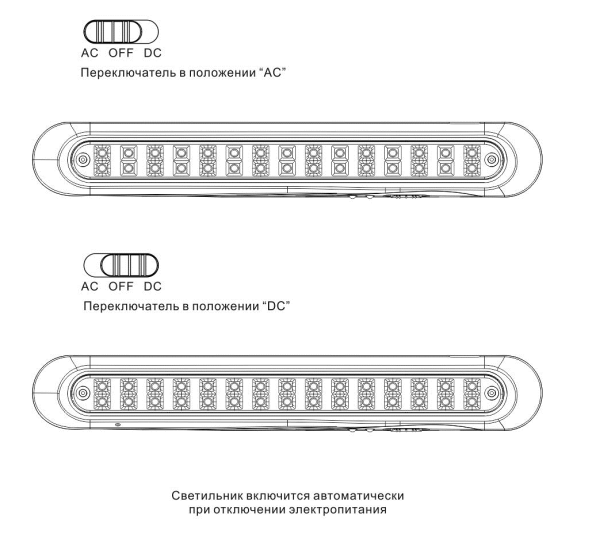 AC OFF DC
Переключатель в положении “AC”
AC OFF DC
Переключатель в положении “DC”
Светильник включится автоматически
при отключении электропитания